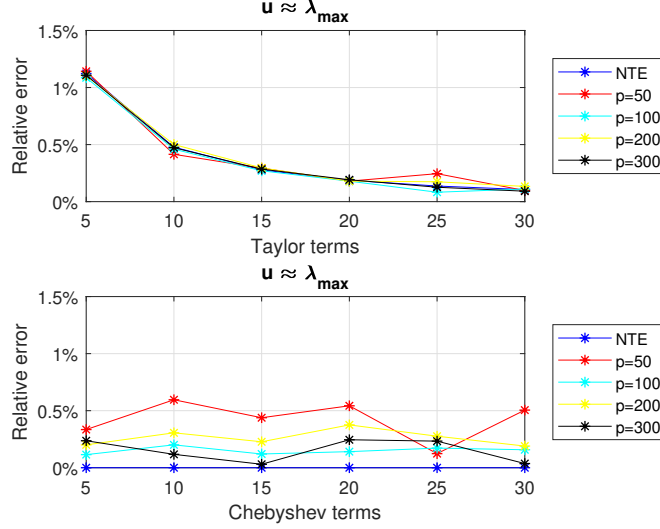 u ≈ λmax
1.5%
1%
0.5%
0%
Relative error
5 10 15 20 25 30
Taylor terms
NTE
p=50
p=100
p=200
p=300
u ≈ λmax
1.5%
1%
0.5%
0%
Relative error
5 10 15 20 25 30
Chebyshev terms
NTE
p=50
p=100
p=200
p=300